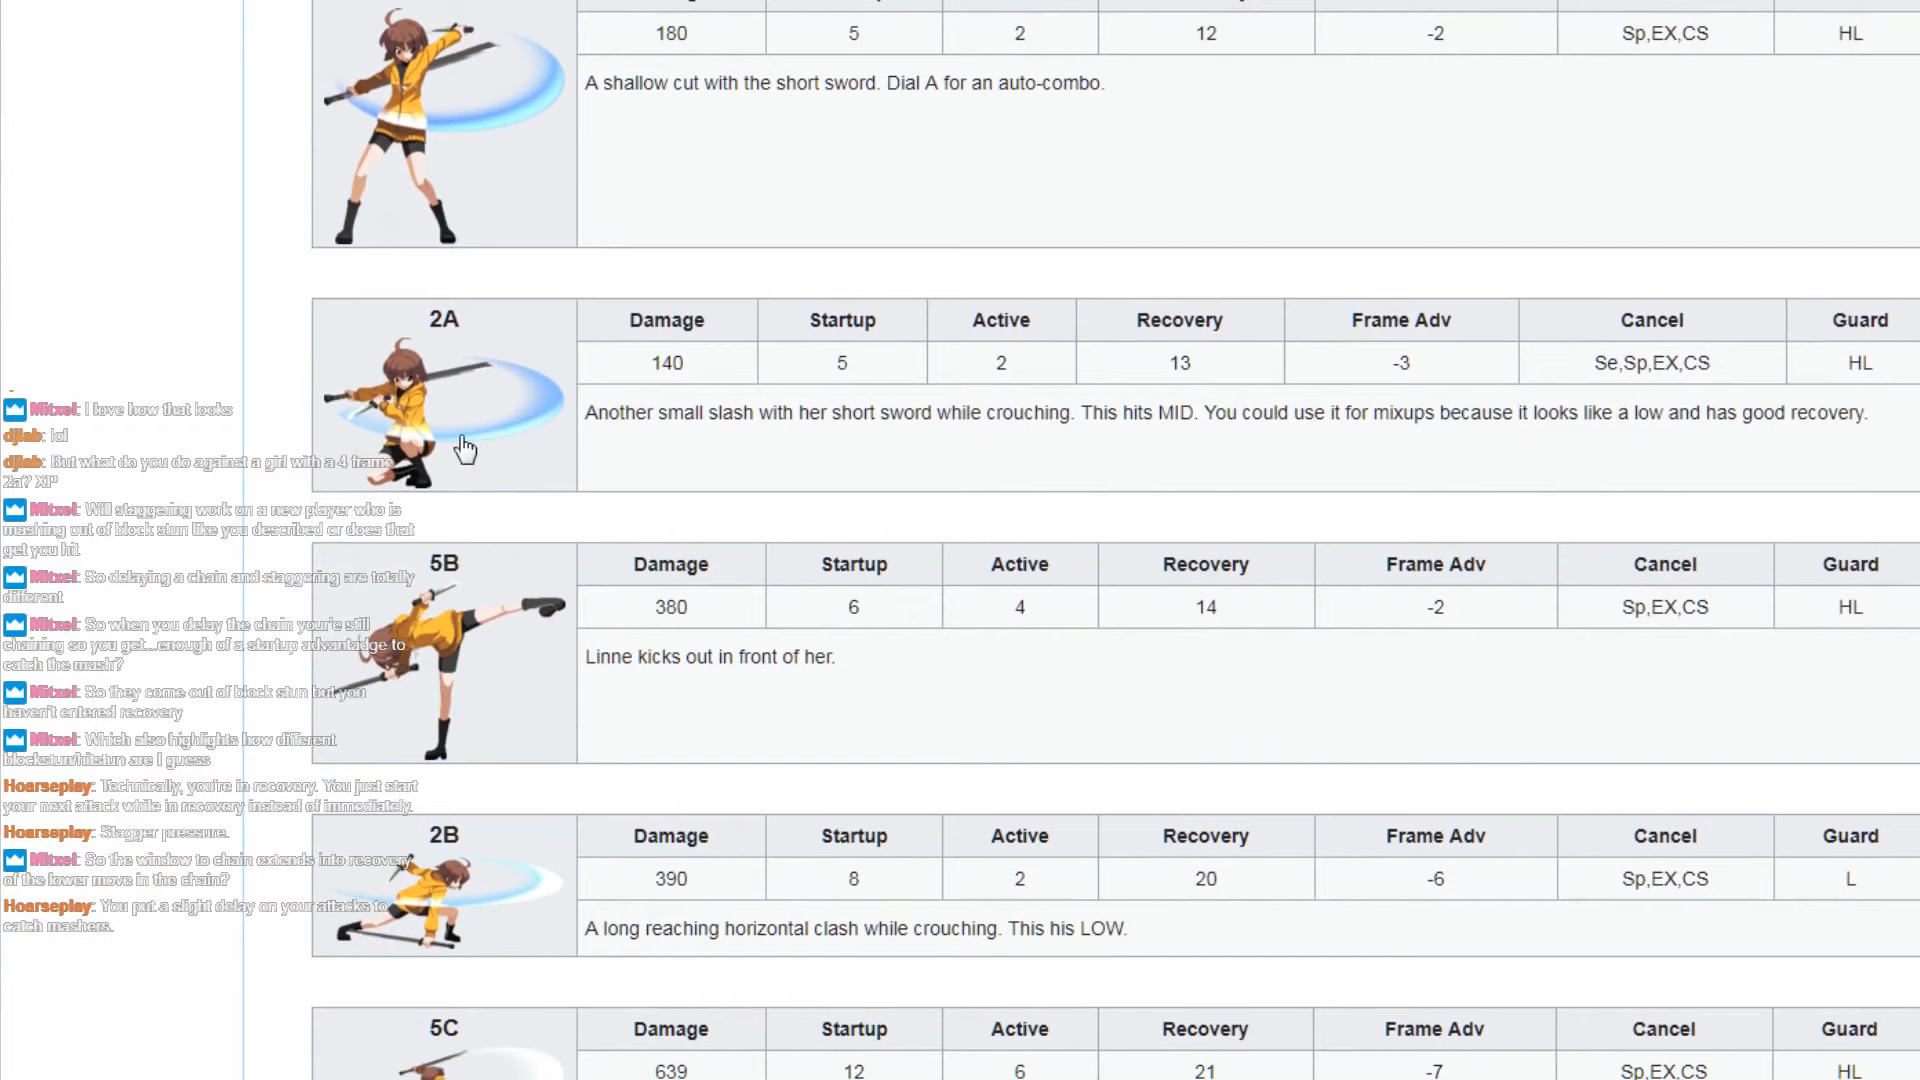 180 5 2 12 -2 Sp,EX,CS HL
A shallow cut with the short sword. Dial A for an auto-combo.
2A Damage Startup Active Recovery Frame Adv Cancel Guard
140 5 2 13 -3 Se,Sp,EX,CS HL
Another small slash with her short sword while crouching. This hits MID. You could use it for mixups because it looks like a low and has good recovery.
5B Damage Startup Active Recovery Frame Adv Cancel Guard
380 6 4 14 -2 Sp,EX,CS HL
Linne kicks out in front of her.
2B Damage Startup Active Recovery Frame Adv Cancel Guard
390 8 2 20 -6 Sp,EX,CS L
A long reaching horizontal clash while crouching. This his LOW.
5C Damage Startup Active Recovery Frame Adv Cancel Guard
639 12 6 21 -7 Sp,EX,CS HL
Mitxel: I love how that looks
djlab: lol
djlab: But what do you do against a girl with a 4 frame
2a? XP
Mitxel: Will staggering work on a new player who is
mashing out of block stun like you described or does that
get you hit
Mitxel: So delaying a chain and staggering are totally
different
Mitxel: So when you delay the chain your'e still
chaining so you get...enough of a startup advantadge to
catch the mash?
Mitxel: So they come out of block stun but you
haven't entered recovery
Mitxel: Which also highlights how different
blockstun/hitstun are I guess
Hoarseplay: Technically, you're in recovery. You just start
your next attack while in recovery instead of immediately.
Hoarseplay: Stagger pressure.
Mitxel: So the window to chain extends into recovery
of the lower move in the chain?
Hoarseplay: You put a slight delay on your attacks to
catch mashers.